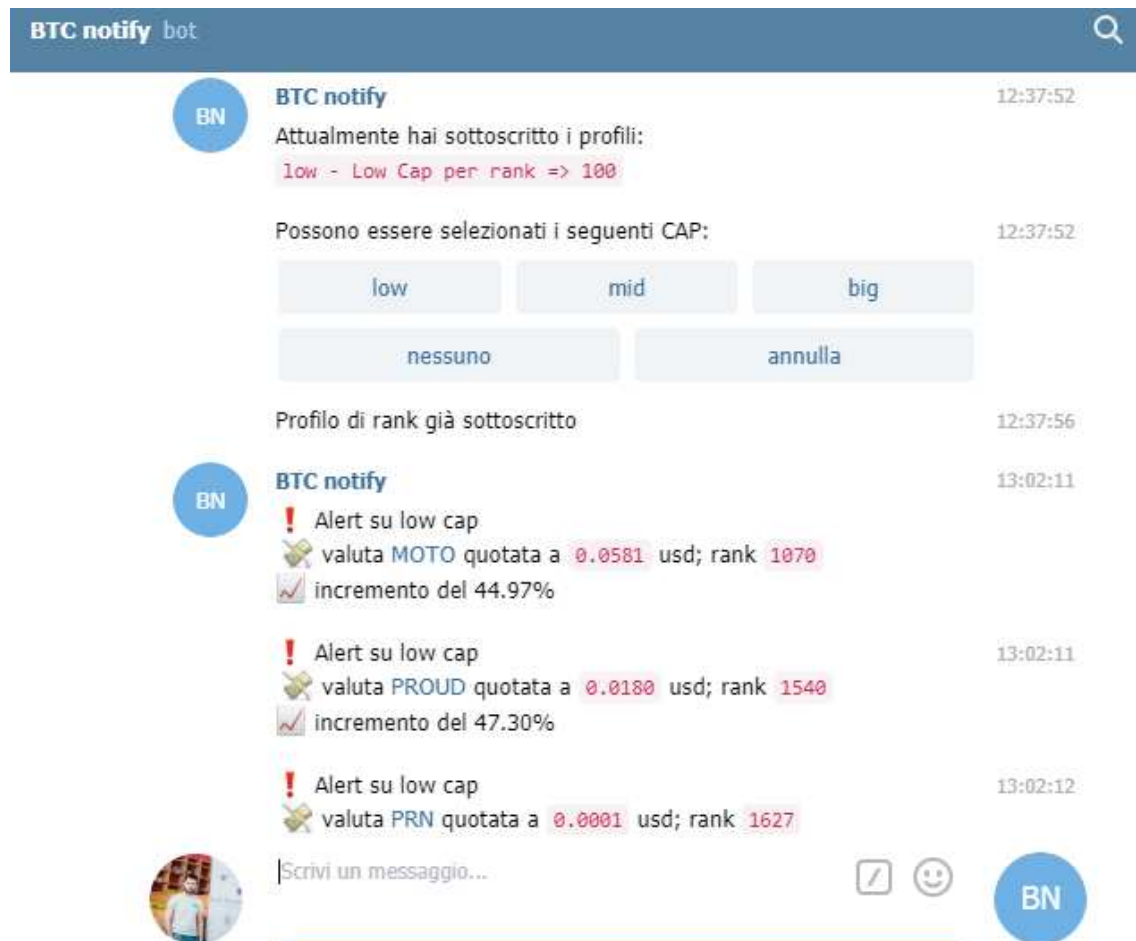 BTC notify bot
BN
BTC notify 12:37:52
Attualmente hai sottoscritto i profili:
low - Low Cap per rank => 100
Possono essere selezionati i seguenti CAP: 12:37:52
low mid big
nessuno annulla
Profilo di rank già sottoscritto 12:37:56
BN
BTC notify 13:02:11
❗ Alert su low cap
💸 valuta MOTO quotata a 0.0581 usd; rank 1070
📈 incremento del 44.97%
❗ Alert su low cap 13:02:11
💸 valuta PROUD quotata a 0.0180 usd; rank 1540
📈 incremento del 47.30%
❗ Alert su low cap 13:02:12
💸 valuta PRN quotata a 0.0001 usd; rank 1627
Scrivi un messaggio...
/
BN